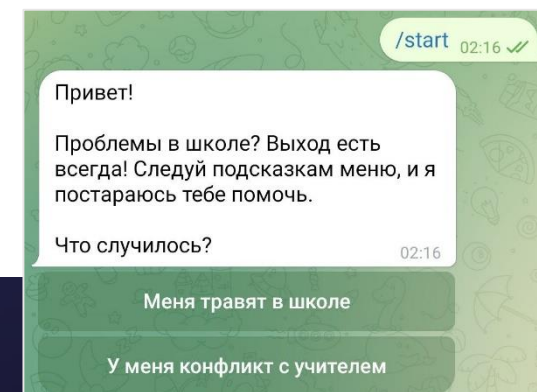 /start 02:16
Привет!
Проблемы в школе? Выход есть
всегда! Следуй подсказкам меню, и я
постараюсь тебе помочь.
Что случилось? 02:16
Меня травят в школе
У меня конфликт с учителем